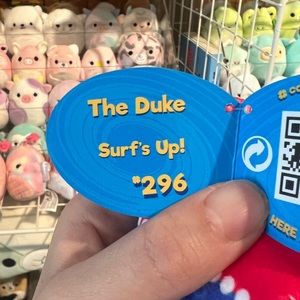 The Duke
Surf's Up!
#296
HERE